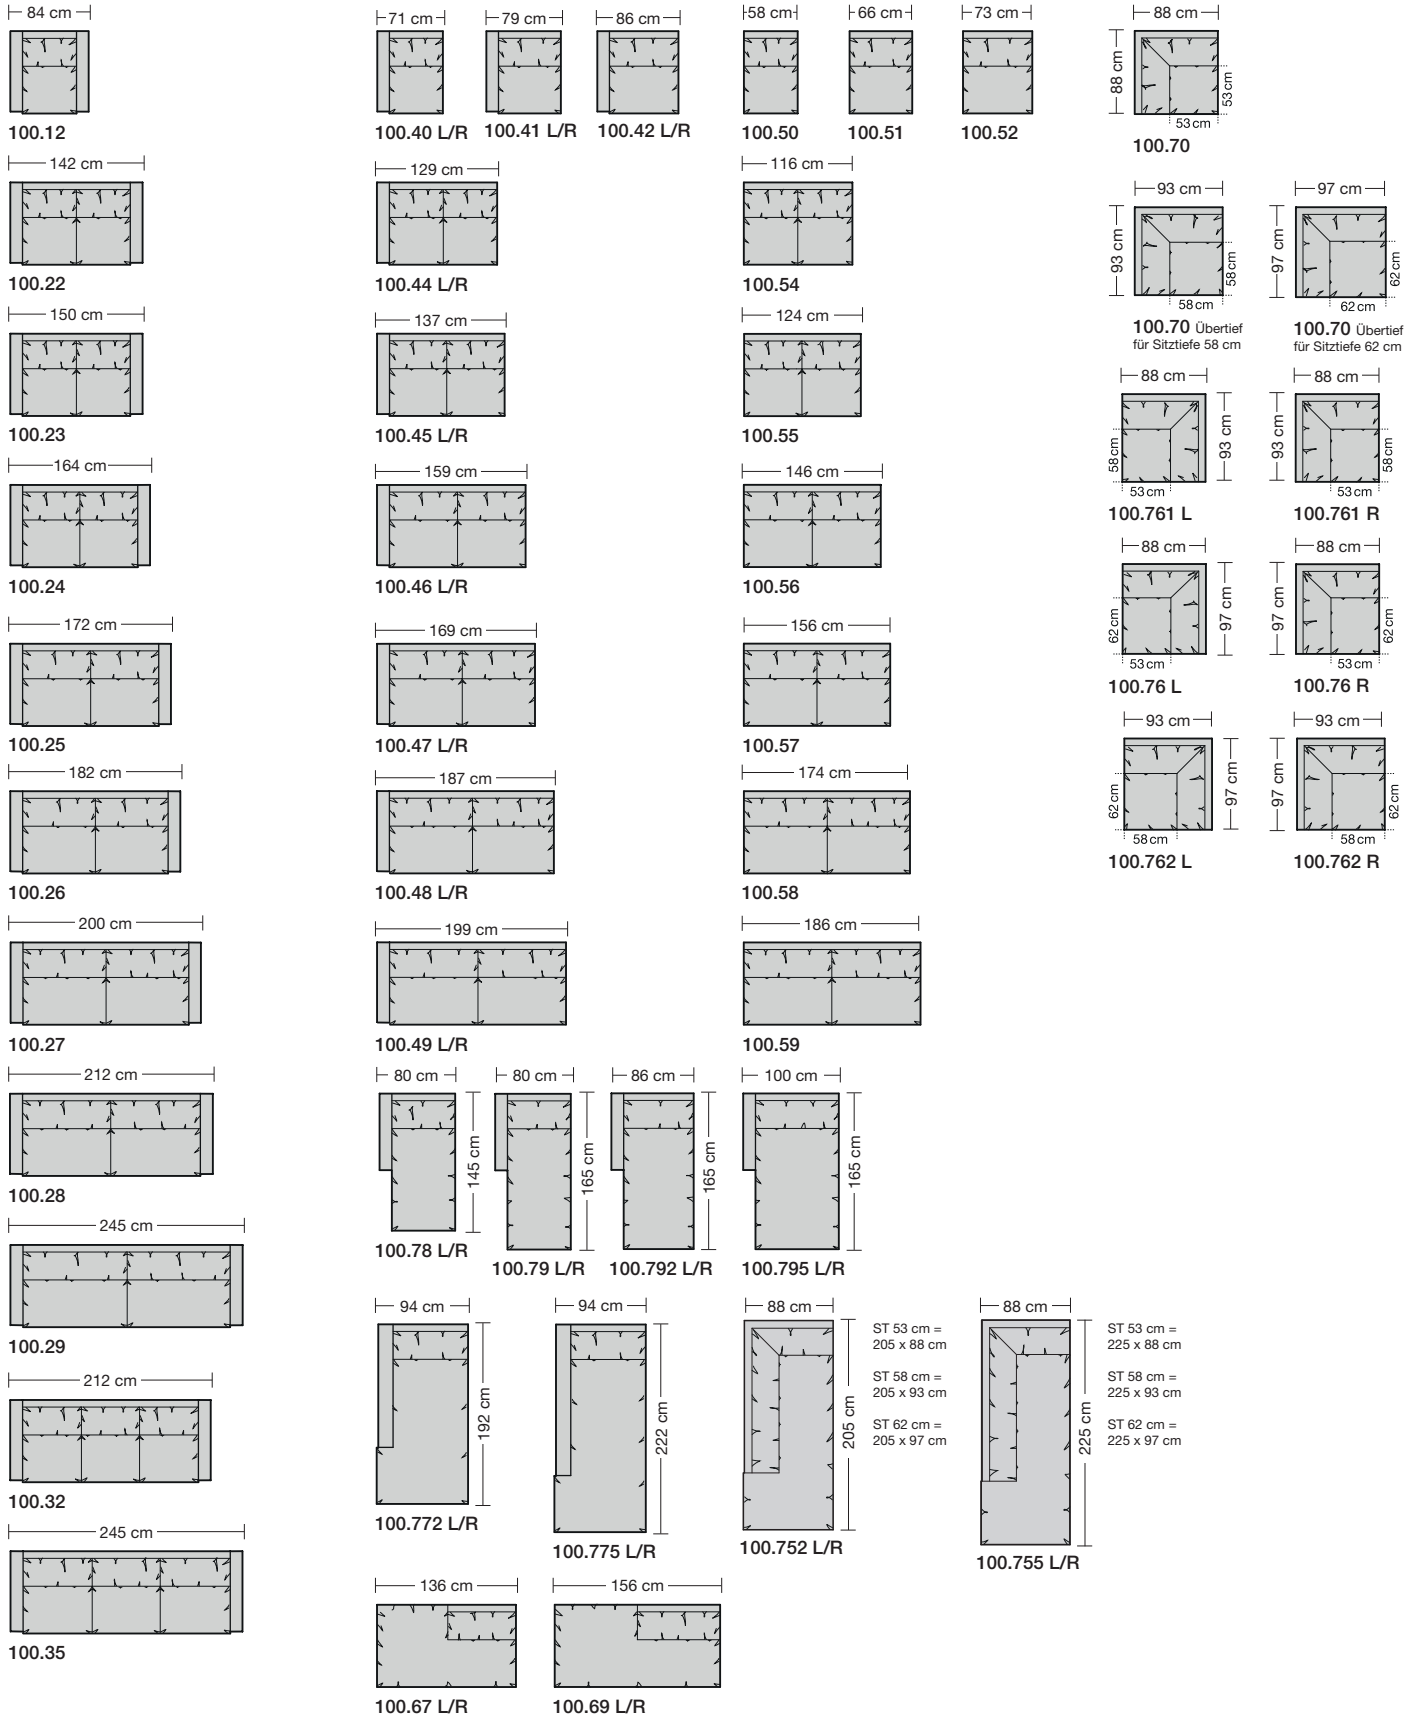 84 cm
100.12
71 cm
100.40 L/R
79 cm
100.41 L/R
86 cm
100.42 L/R
58 cm
100.50
66 cm
100.51
73 cm
100.52
88 cm
88 cm
53 cm
53 cm
100.70
142 cm
100.22
129 cm
100.44 L/R
116 cm
100.54
93 cm
93 cm
58 cm
58 cm
100.70 Übertief
für Sitztiefe 58 cm
97 cm
97 cm
62 cm
62 cm
100.70 Übertief
für Sitztiefe 62 cm
150 cm
100.23
137 cm
100.45 L/R
124 cm
100.55
88 cm
58 cm
93 cm
53 cm
100.761 L
88 cm
93 cm
58 cm
53 cm
100.761 R
164 cm
100.24
159 cm
100.46 L/R
146 cm
100.56
88 cm
62 cm
97 cm
53 cm
100.76 L
88 cm
97 cm
62 cm
53 cm
100.76 R
172 cm
100.25
169 cm
100.47 L/R
156 cm
100.57
93 cm
62 cm
97 cm
58 cm
100.762 L
93 cm
97 cm
62 cm
58 cm
100.762 R
182 cm
100.26
187 cm
100.48 L/R
174 cm
100.58
200 cm
100.27
199 cm
100.49 L/R
186 cm
100.59
212 cm
100.28
80 cm
145 cm
100.78 L/R
80 cm
165 cm
100.79 L/R
86 cm
165 cm
100.792 L/R
100 cm
165 cm
100.795 L/R
245 cm
100.29
94 cm
192 cm
100.772 L/R
94 cm
222 cm
100.775 L/R
88 cm
205 cm
100.752 L/R
ST 53 cm =
205 x 88 cm
ST 58 cm =
205 x 93 cm
ST 62 cm =
205 x 97 cm
88 cm
225 cm
100.755 L/R
ST 53 cm =
225 x 88 cm
ST 58 cm =
225 x 93 cm
ST 62 cm =
225 x 97 cm
212 cm
100.32
245 cm
100.35
136 cm
100.67 L/R
156 cm
100.69 L/R